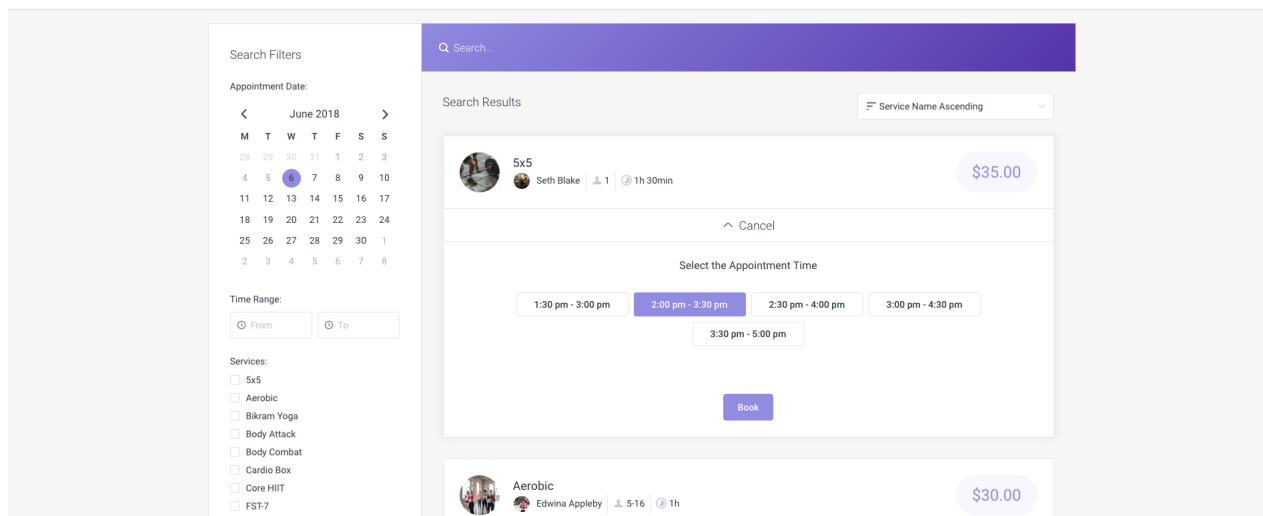 Search Filters
Appointment Date:
June 2018
M T W T F S S
28 29 30 31 1 2 3
4 5 6 7 8 9 10
11 12 13 14 15 16 17
18 19 20 21 22 23 24
25 26 27 28 29 30 1
2 3 4 5 6 7 8
Time Range:
From To
Services:
5x5
Aerobic
Bikram Yoga
Body Attack
Body Combat
Cardio Box
Core HIIT
FST-7
Search...
Search Results
Service Name Ascending
5x5
Seth Blake 1 1h 30min
$35.00
Cancel
Select the Appointment Time
1:30 pm - 3:00 pm 2:00 pm - 3:30 pm 2:30 pm - 4:00 pm 3:00 pm - 4:30 pm
3:30 pm - 5:00 pm
Book
Aerobic
Edwina Appleby 5-16 1h
$30.00